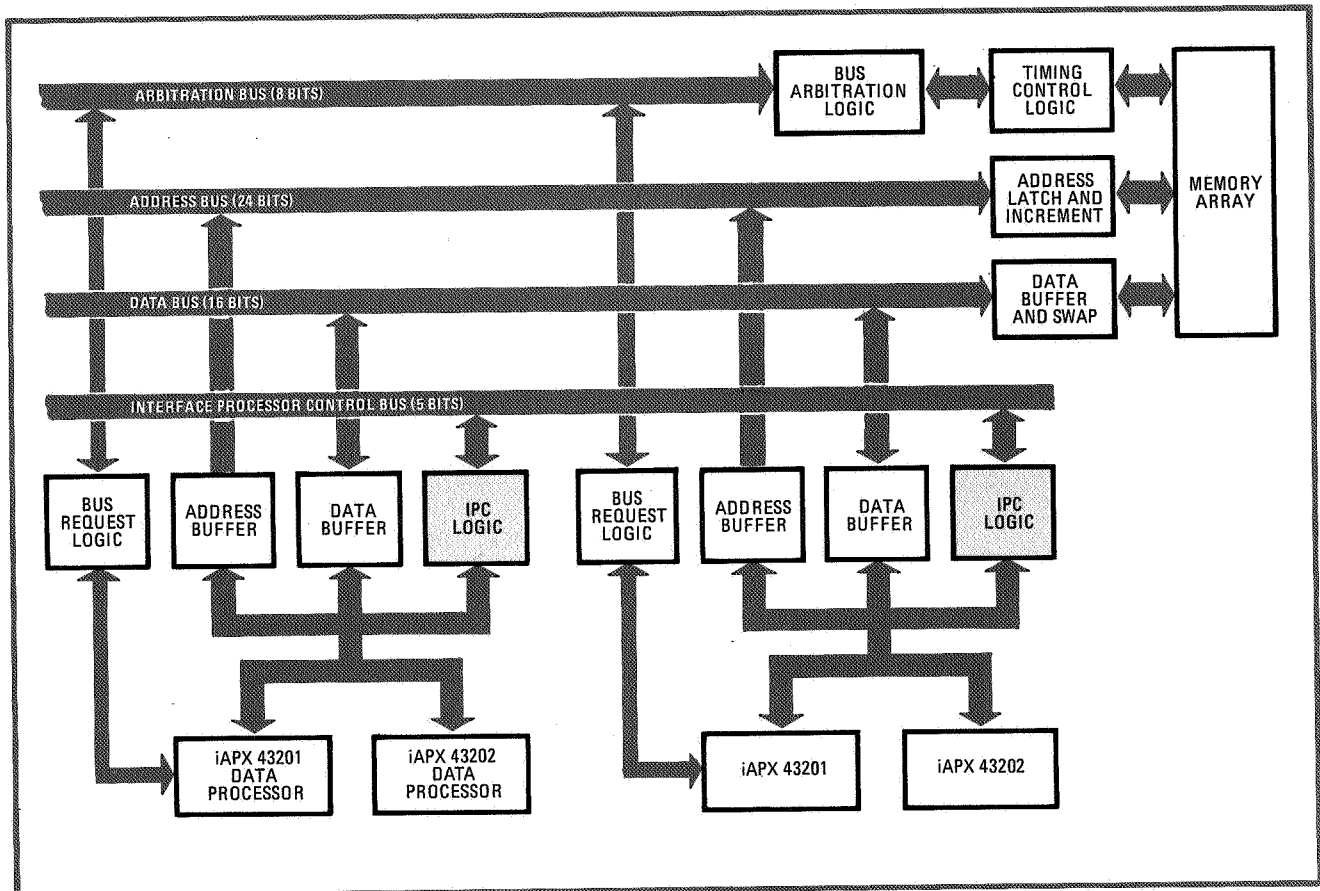 ARBITRATION BUS (8 BITS)
BUS
ARBITRATION
LOGIC
TIMING
CONTROL
LOGIC
MEMORY
ARRAY
ADDRESS BUS (24 BITS)
ADDRESS
LATCH AND
INCREMENT
DATA BUS (16 BITS)
DATA
BUFFER
AND SWAP
INTERFACE PROCESSOR CONTROL BUS (5 BITS)
BUS
REQUEST
LOGIC
ADDRESS
BUFFER
DATA
BUFFER
IPC
LOGIC
BUS
REQUEST
LOGIC
ADDRESS
BUFFER
DATA
BUFFER
IPC
LOGIC
iAPX 43201
DATA
PROCESSOR
iAPX 43202
DATA
PROCESSOR
iAPX 43201
iAPX 43202